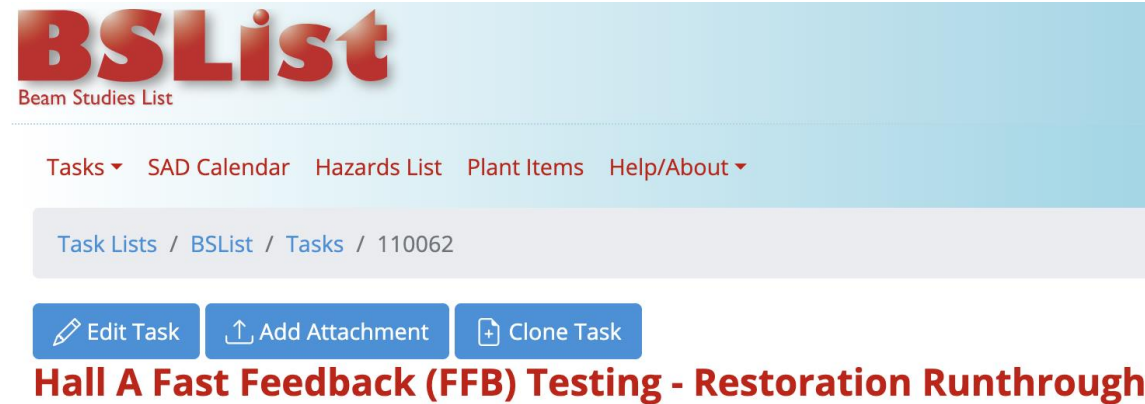 BSList
Beam Studies List
Tasks SAD Calendar Hazards List Plant Items Help/About
Task Lists / BSList / Tasks / 110062
Edit Task Add Attachment Clone Task
Hall A Fast Feedback (FFB) Testing - Restoration Runthrough